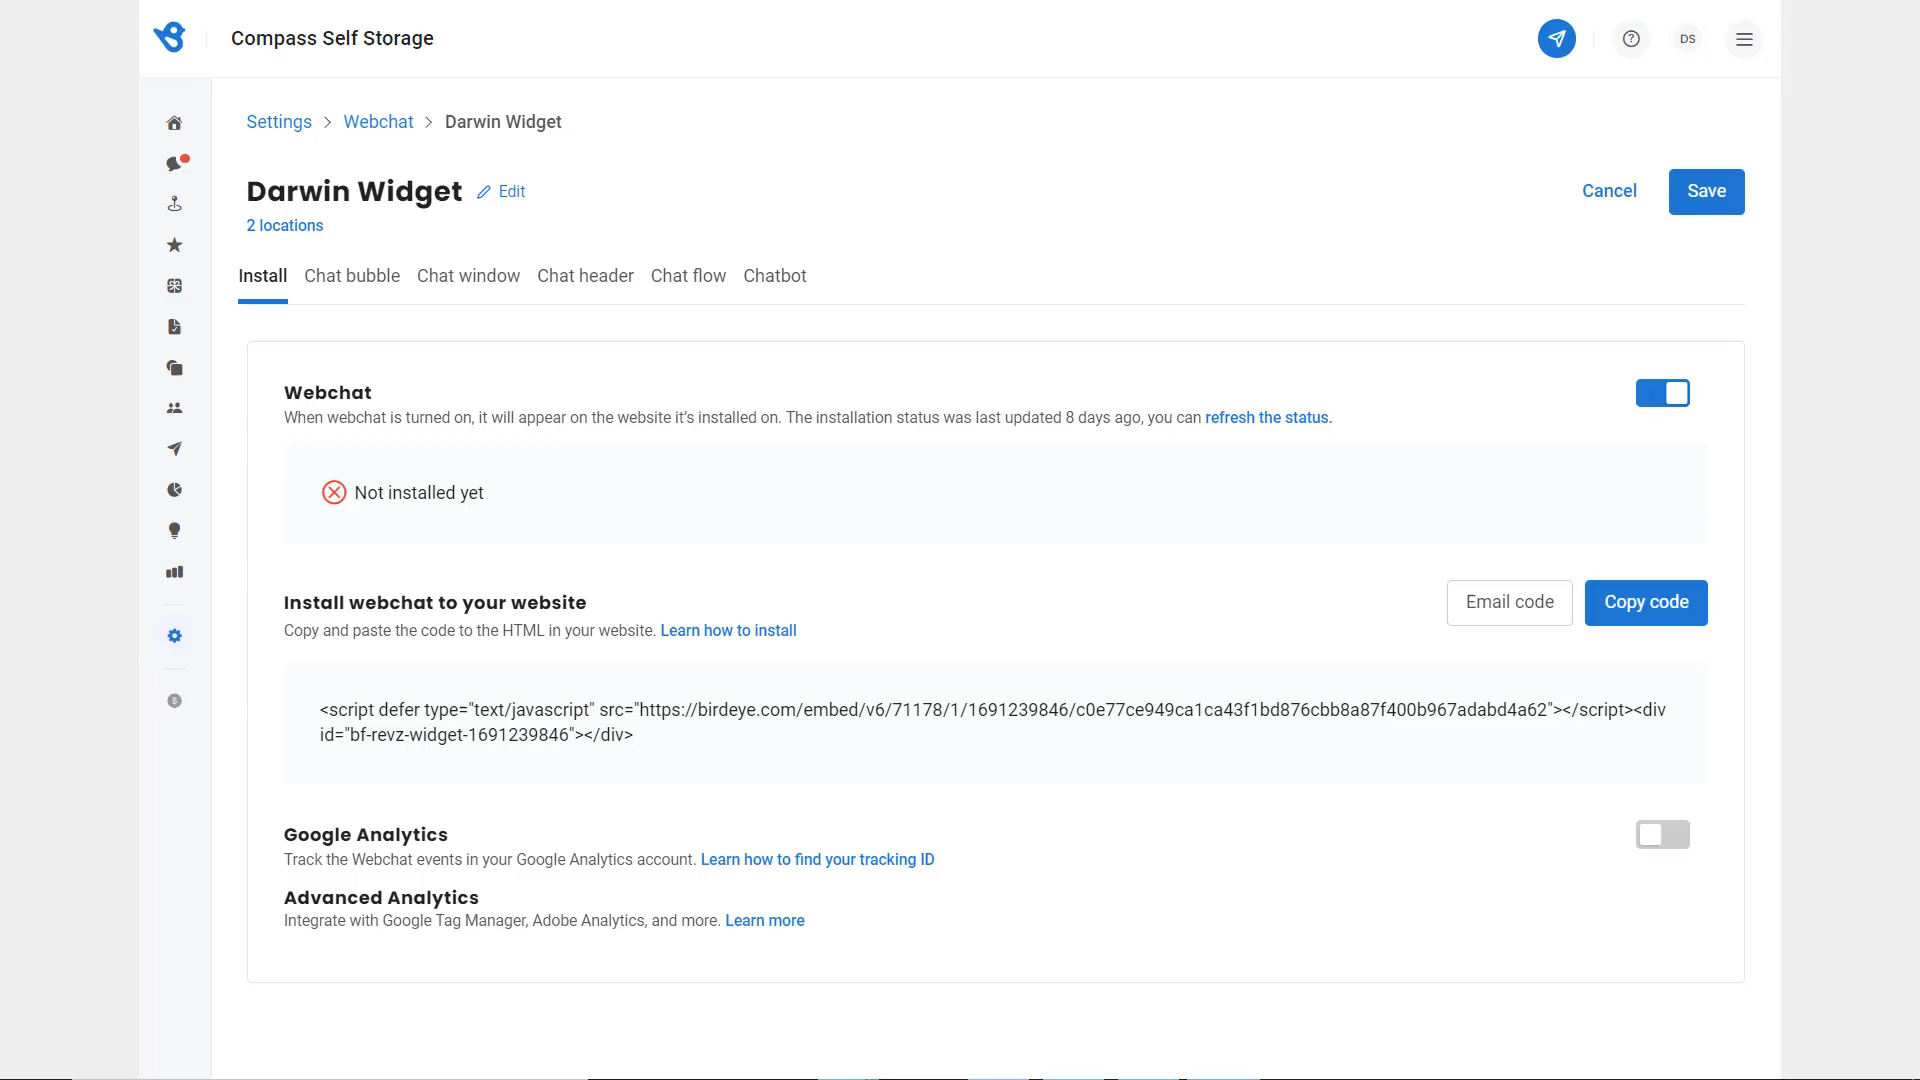 Compass Self Storage
DS
Settings > Webchat > Darwin Widget
Darwin Widget Edit
Cancel
Save
2 locations
Install Chat bubble Chat window Chat header Chat flow Chatbot
Webchat
When webchat is turned on, it will appear on the website it's installed on. The installation status was last updated 8 days ago, you can refresh the status.
Not installed yet
Install webchat to your website
Email code
Copy code
Copy and paste the code to the HTML in your website. Learn how to install
<script defer type="text/javascript" src="https://birdeye.com/embed/v6/71178/1/1691239846/c0e77ce949ca1ca43f1bd876cbb8a87f400b967adabd4a62"></script><div
id="bf-revz-widget-1691239846"></div>
Google Analytics
Track the Webchat events in your Google Analytics account. Learn how to find your tracking ID
Advanced Analytics
Integrate with Google Tag Manager, Adobe Analytics, and more. Learn more